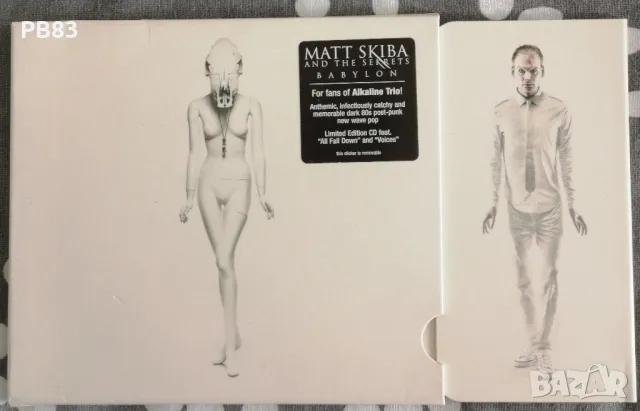 PB83
MATT SKIBA
AND THE SEKRETS
BABYLON
For fans of Alkaline Trio!
Anthemic, infectiously catchy and
memorable dark 80s post-punk
new wave pop
Limited Edition CD feat.
"All Fall Down" and "Voices"
this sticker is removable
BAZAR